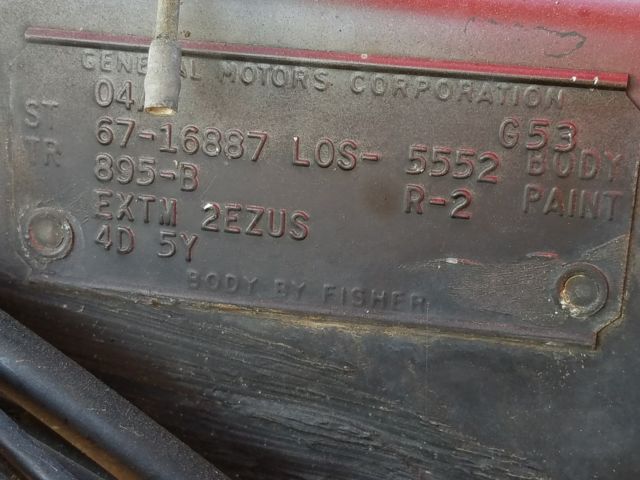 GENERAL MOTORS CORPORATION
04 G53
ST 67-16887 LOS- 5552 BODY
TR 895-B R-2 PAINT
EXTM 2EZUS
4D 5Y
BODY BY FISHER